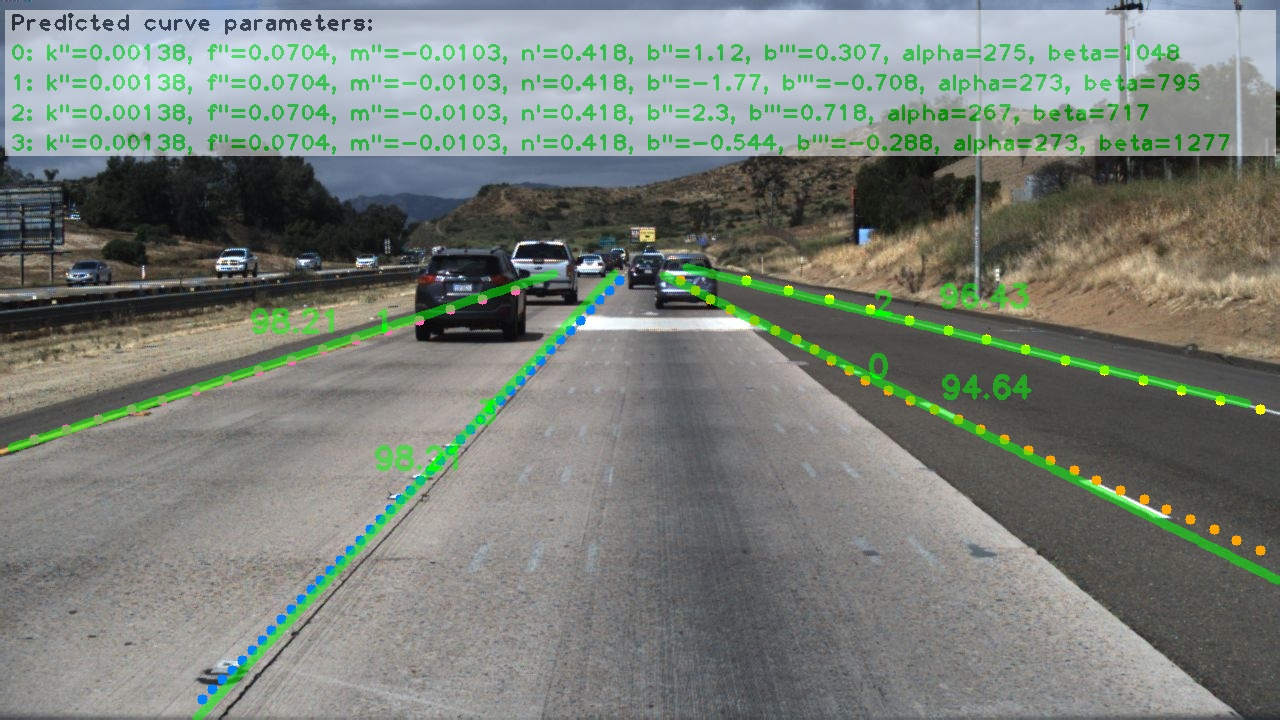 Predicted curve parameters:
0: k''=0.00138, f''=0.0704, m''=-0.0103, n'=0.418, b''=1.12, b'''=0.307, alpha=275, beta=1048
1: k''=0.00138, f''=0.0704, m''=-0.0103, n'=0.418, b''=-1.77, b'''=-0.708, alpha=273, beta=795
2: k''=0.00138, f''=0.0704, m''=-0.0103, n'=0.418, b''=2.3, b'''=0.718, alpha=267, beta=717
3: k''=0.00138, f''=0.0704, m''=-0.0103, n'=0.418, b''=-0.544, b'''=-0.288, alpha=273, beta=1277
2 96.43
98.21 1
0 94.64